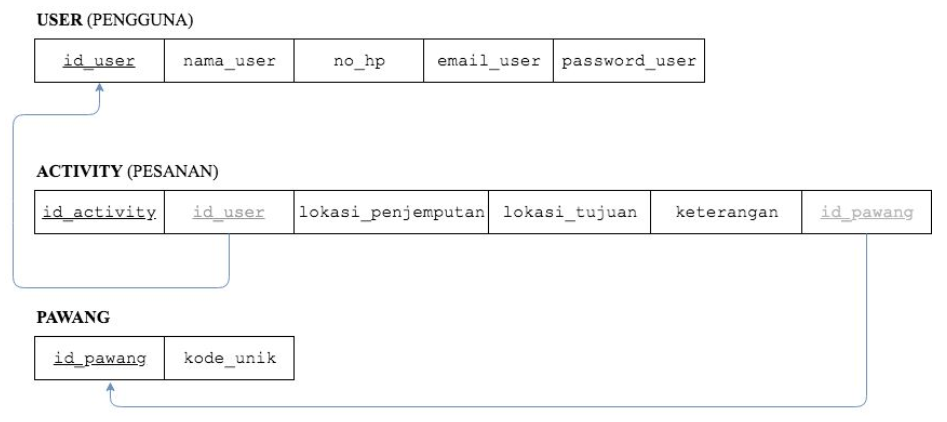 USER (PENGGUNA)
id_user nama_user no_hp email_user password_user
ACTIVITY (PESANAN)
id_activity id_user lokasi_penjemputan lokasi_tujuan keterangan id_pawang
PAWANG
id_pawang kode_unik